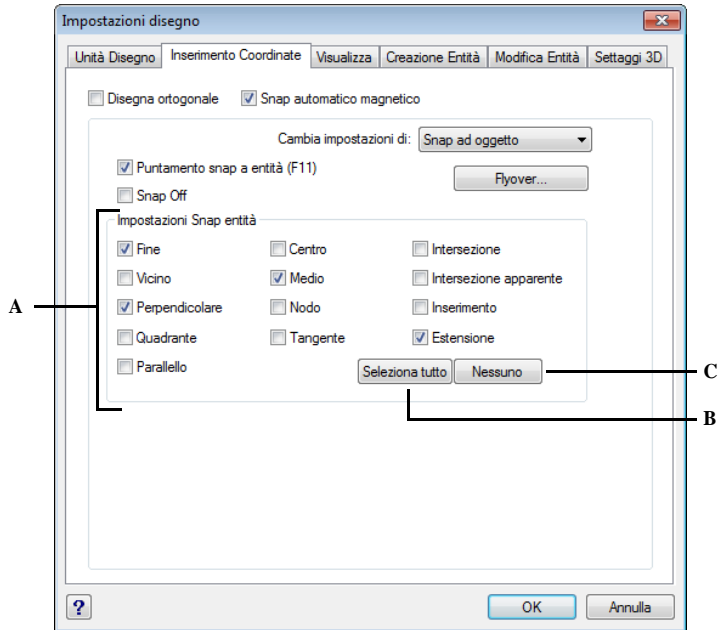 Impostazioni disegno
Unità Disegno Inserimento Coordinate Visualizza Creazione Entità Modifica Entità Settaggi 3D
Disegna ortogonale Snap automatico magnetico
Cambia impostazioni di: Snap ad oggetto
Puntamento snap a entità (F11) Flyover...
Snap Off
Impostazioni Snap entità
Fine Centro Intersezione
Vicino Medio Intersezione apparente
A Perpendicolare Nodo Inserimento
Quadrante Tangente Estensione
Parallello Seleziona tutto Nessuno C
B
? OK Annulla